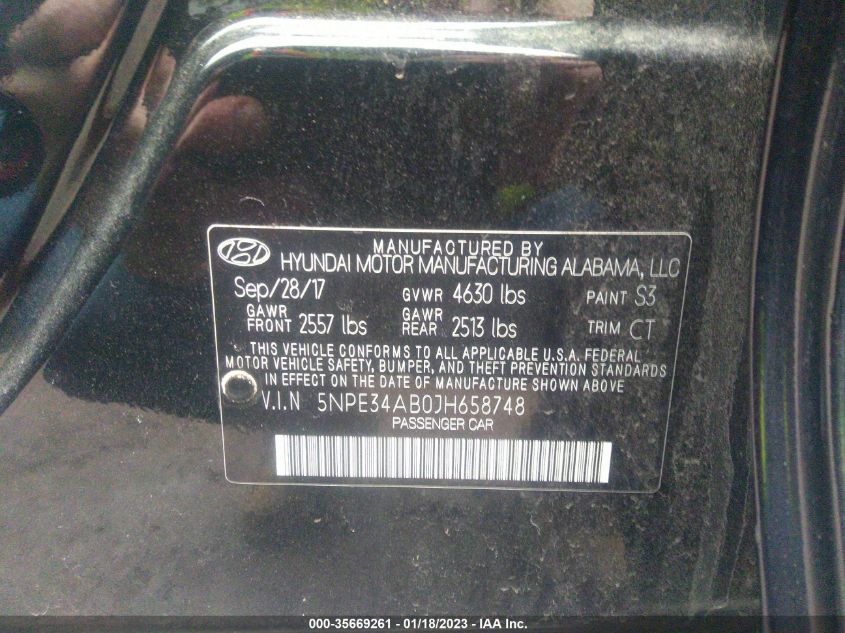 MANUFACTURED BY
HYUNDAI MOTOR MANUFACTURING ALABAMA, LLC
Sep/28/17 GVWR 4630 lbs PAINT S3
GAWR FRONT 2557 lbs GAWR REAR 2513 lbs TRIM CT
THIS VEHICLE CONFORMS TO ALL APPLICABLE U.S.A. FEDERAL
MOTOR VEHICLE SAFETY, BUMPER, AND THEFT PREVENTION STANDARDS
IN EFFECT ON THE DATE OF MANUFACTURE SHOWN ABOVE
V.I.N 5NPE34AB0JH658748
PASSENGER CAR
000-35669261 - 01/18/2023 - IAA Inc.